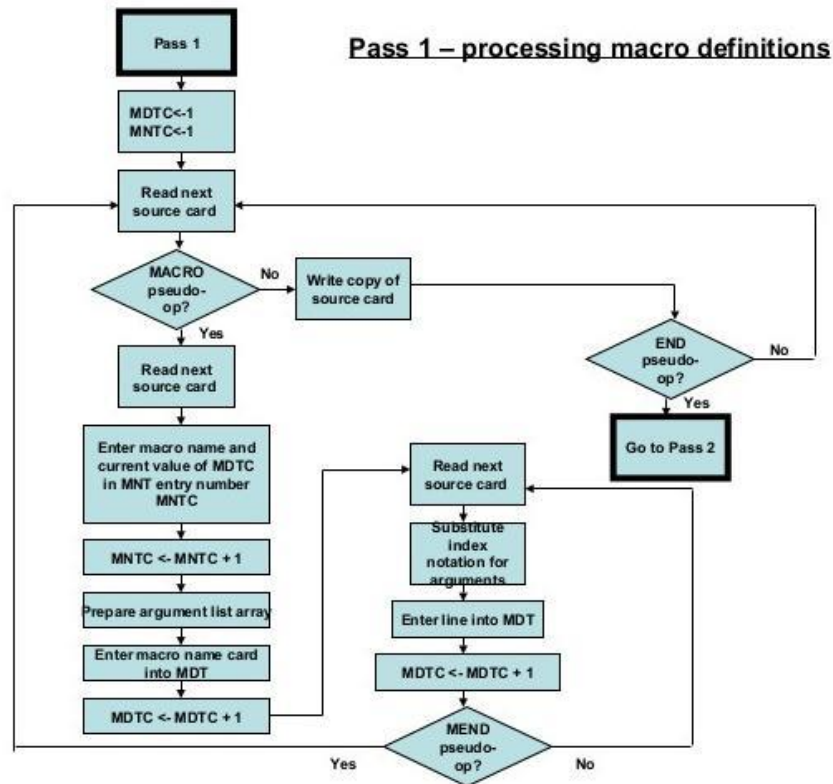 Pass 1
Pass 1 – processing macro definitions
MDTC<-1
MNTC<-1
Read next
source card
MACRO
pseudo-
op?
No
Write copy of
source card
Yes
END
pseudo-
op?
No
Yes
Go to Pass 2
Read next
source card
Enter macro name and
current value of MDTC
in MNT entry number
MNTC
MNTC <- MNTC + 1
Prepare argument list array
Enter macro name card
into MDT
MDTC <- MDTC + 1
Read next
source card
Substitute
index
notation for
arguments
Enter line into MDT
MDTC <- MDTC + 1
MEND
pseudo-
op?
Yes
No